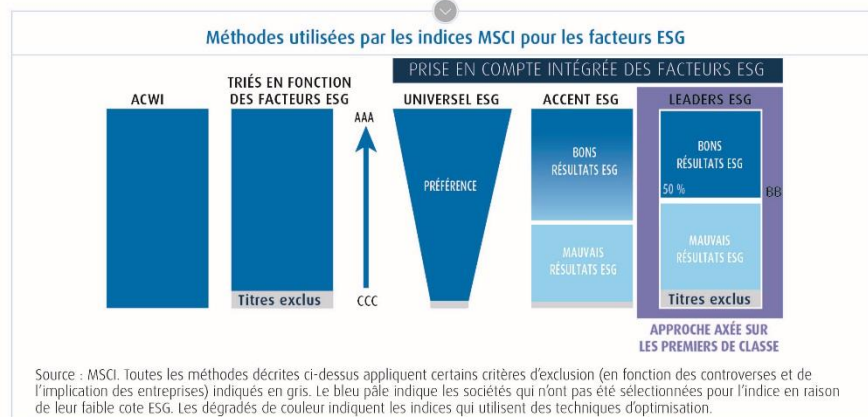 Méthodes utilisées par les indices MSCI pour les facteurs ESG
PRISE EN COMPTE INTÉGRÉE DES FACTEURS ESG
ACWI
TRIÉS EN FONCTION
DES FACTEURS ESG
AAA
CCC
UNIVERSEL ESG
ACCENT ESG
LEADERS ESG
PRÉFÉRENCE
BONS
RÉSULTATS ESG
MAUVAIS
RÉSULTATS ESG
BONS
RÉSULTATS ESG
50 %
BB
MAUVAIS
RÉSULTATS ESG
Titres exclus
Titres exclus
APPROCHE AXÉE SUR
LES PREMIERS DE CLASSE
Source : MSCI. Toutes les méthodes décrites ci-dessus appliquent certains critères d'exclusion (en fonction des controverses et de
l'implication des entreprises) indiqués en gris. Le bleu pâle indique les sociétés qui n'ont pas été sélectionnées pour l'indice en raison
de leur faible cote ESG. Les dégradés de couleur indiquent les indices qui utilisent des techniques d'optimisation.